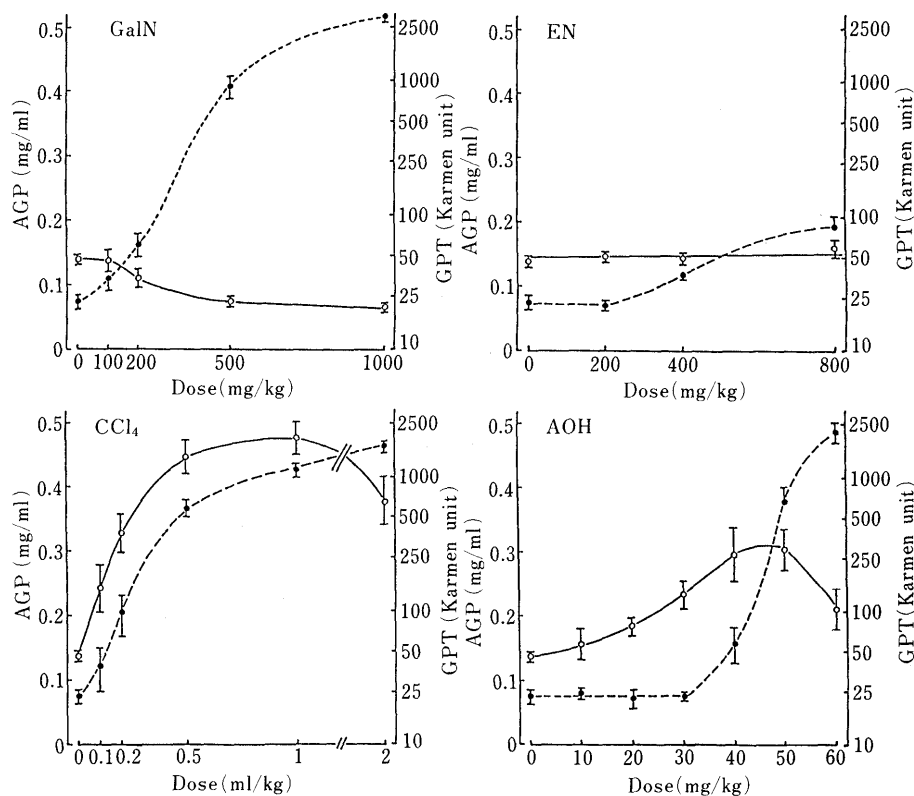 GalN
AGP (mg/ml)
0.5
0.4
0.3
0.2
0.1
0
2500
1000
500
250
100
50
25
10
GPT (Karmen unit)
0 100 200 500 1000
Dose(mg/kg)
EN
AGP (mg/ml)
0.5
0.4
0.3
0.2
0.1
0
2500
1000
500
250
100
50
25
10
GPT (Karmen unit)
0 200 400 800
Dose(mg/kg)
CCl4
AGP (mg/ml)
0.5
0.4
0.3
0.2
0.1
0
2500
1000
500
250
100
50
25
10
GPT (Karmen unit)
0 0.1 0.2 0.5 1 2
Dose (ml/kg)
AOH
AGP (mg/ml)
0.5
0.4
0.3
0.2
0.1
0
2500
1000
500
250
100
50
25
10
GPT (Karmen unit)
0 10 20 30 40 50 60
Dose(mg/kg)